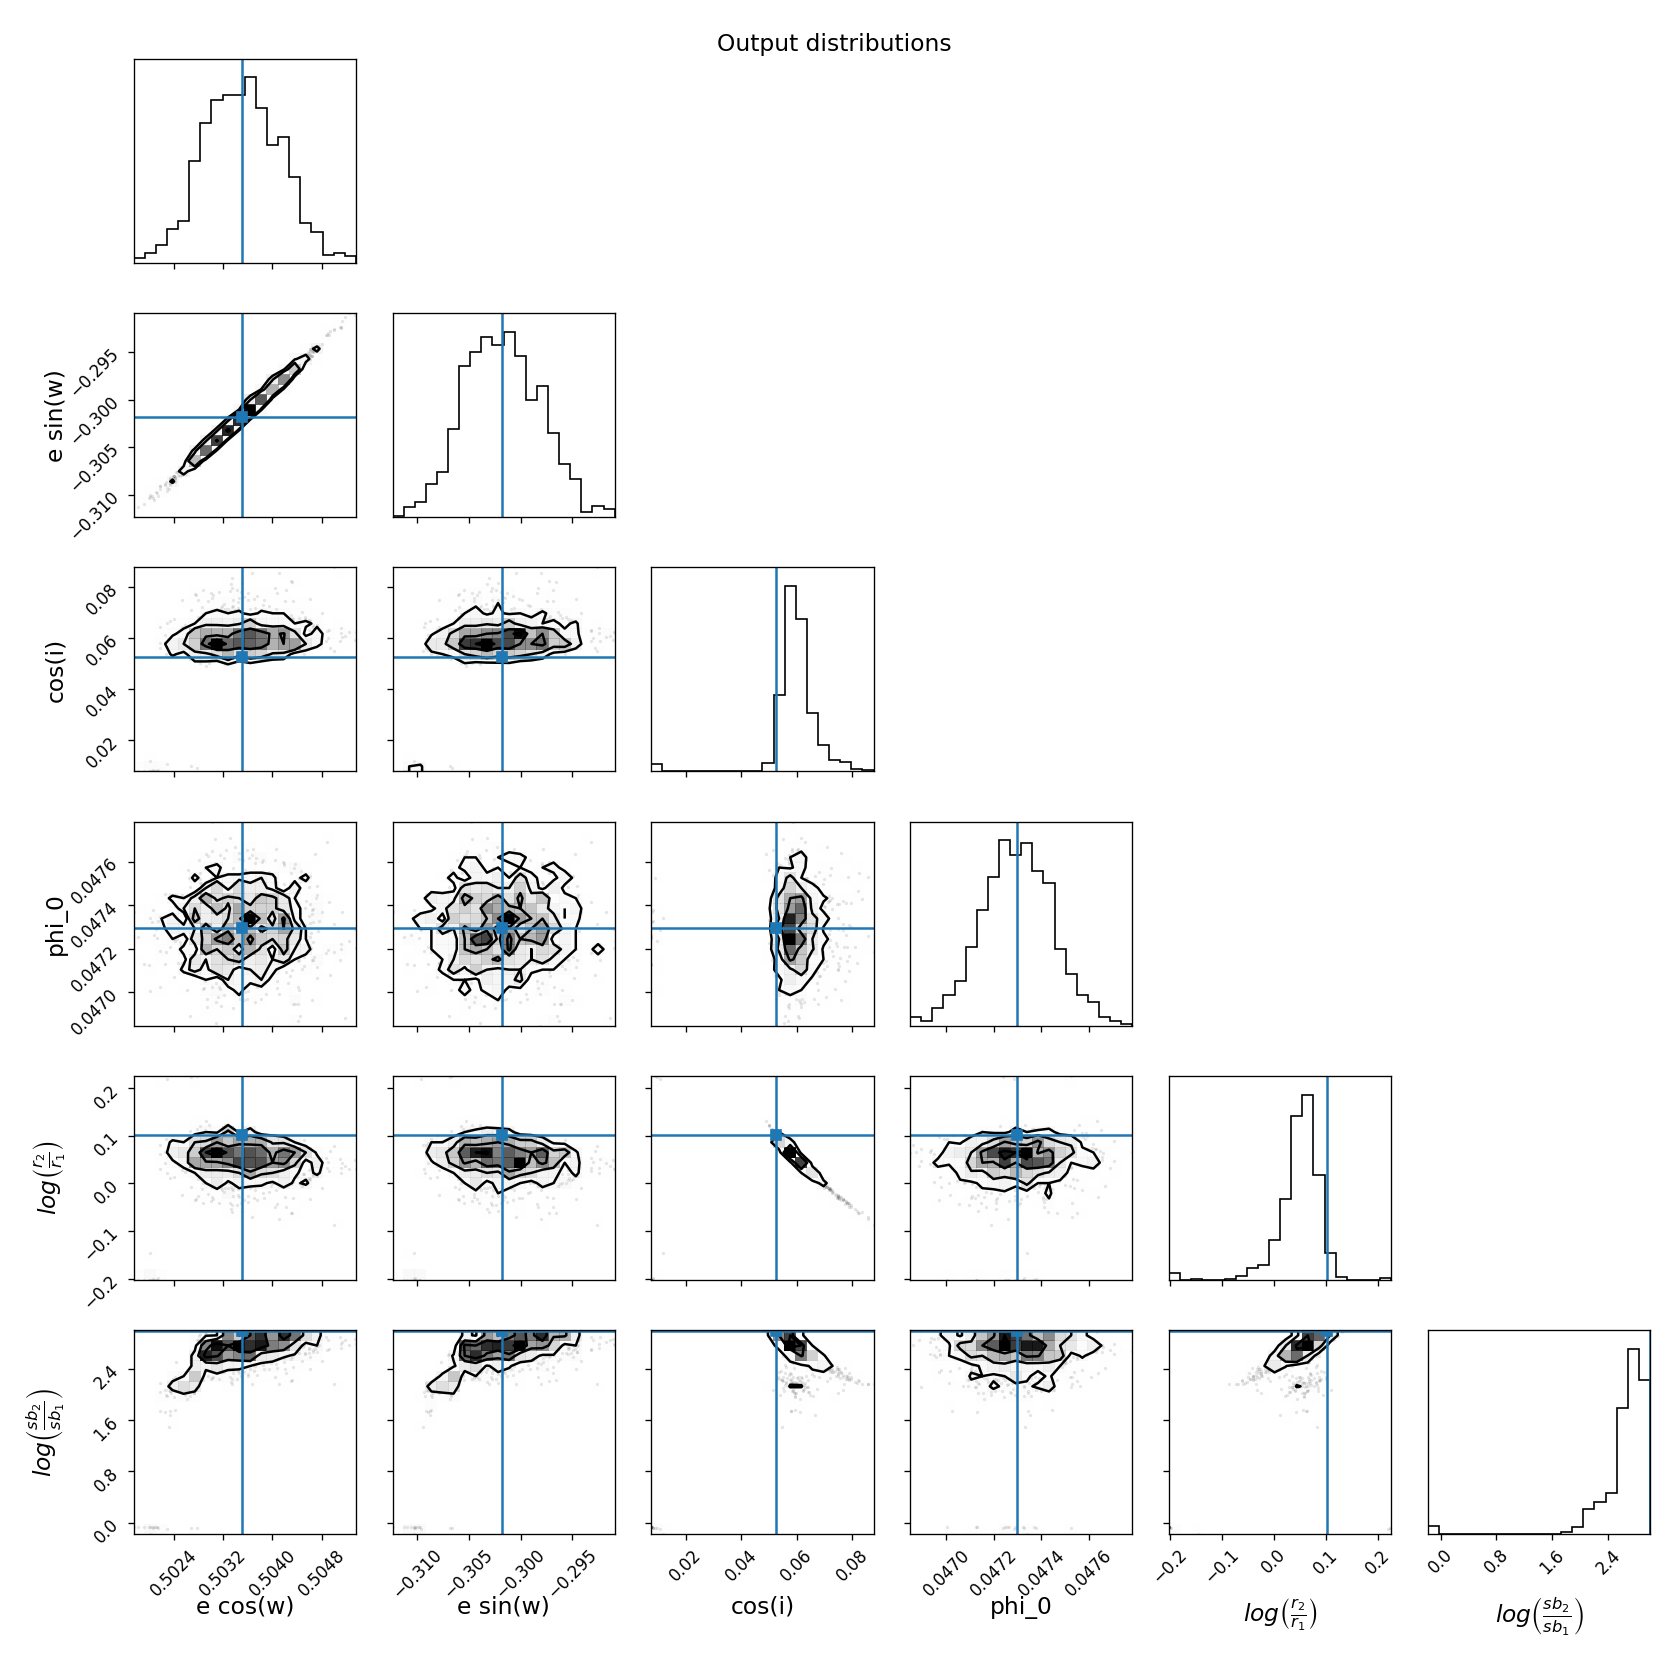 Output distributions
e sin(w)
−0.295
−0.300
−0.305
−0.310
cos(i)
0.08
0.06
0.04
0.02
phi_0
0.0476
0.0474
0.0472
0.0470
log(r₂/r₁)
0.2
0.1
0.0
−0.1
−0.2
log(sb₂/sb₁)
2.4
1.6
0.8
0.0
0.5024 0.5032 0.5040 0.5048 −0.310 −0.305 −0.300 −0.295 0.02 0.04 0.06 0.08 0.0470 0.0472 0.0474 0.0476 −0.2 −0.1 0.0 0.1 0.2 0.0 0.8 1.6 2.4
e cos(w) e sin(w) cos(i) phi_0 log(r₂/r₁) log(sb₂/sb₁)